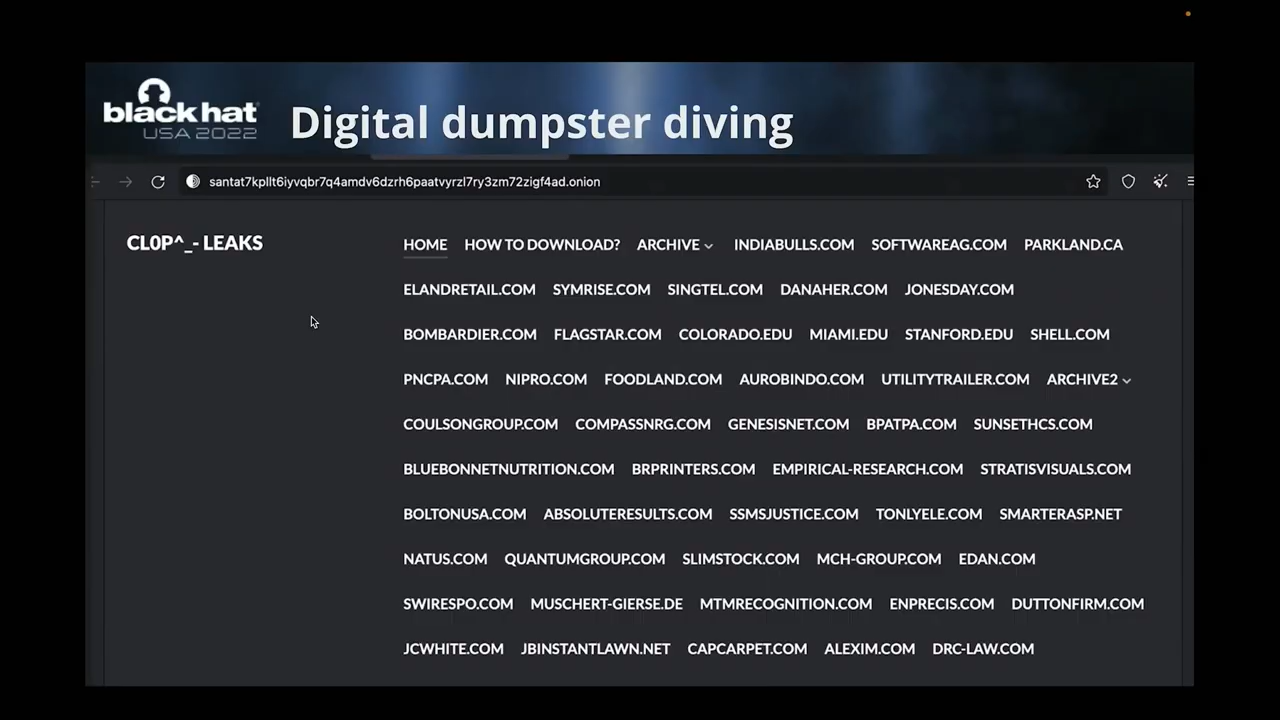 black hat
USA 2022
Digital dumpster diving
santat7kpllt6iyvqbr7q4amdv6dzrh6paatvyrzl7ry3zm72zigf4ad.onion
CL0P^_- LEAKS
HOME HOW TO DOWNLOAD? ARCHIVE INDIABULLS.COM SOFTWAREAG.COM PARKLAND.CA
ELANDRETAIL.COM SYMRISE.COM SINGTEL.COM DANAHER.COM JONESDAY.COM
BOMBARDIER.COM FLAGSTAR.COM COLORADO.EDU MIAMI.EDU STANFORD.EDU SHELL.COM
PNCPA.COM NIPRO.COM FOODLAND.COM AUROBINDO.COM UTILITYTRAILER.COM ARCHIVE2
COULSONGROUP.COM COMPASSNRG.COM GENESISNET.COM BPATPA.COM SUNSETHCS.COM
BLUEBONNETNUTRITION.COM BRPRINTERS.COM EMPIRICAL-RESEARCH.COM STRATISVISUALS.COM
BOLTONUSA.COM ABSOLUTERESULTS.COM SSMSJUSTICE.COM TONLYELE.COM SMARTERASP.NET
NATUS.COM QUANTUMGROUP.COM SLIMSTOCK.COM MCH-GROUP.COM EDAN.COM
SWIRESPO.COM MUSCHERT-GIERSE.DE MTMRECOGNITION.COM ENPRECIS.COM DUTTONFIRM.COM
JCWHITE.COM JBINSTANTLAWN.NET CAPCARPET.COM ALEXIM.COM DRC-LAW.COM